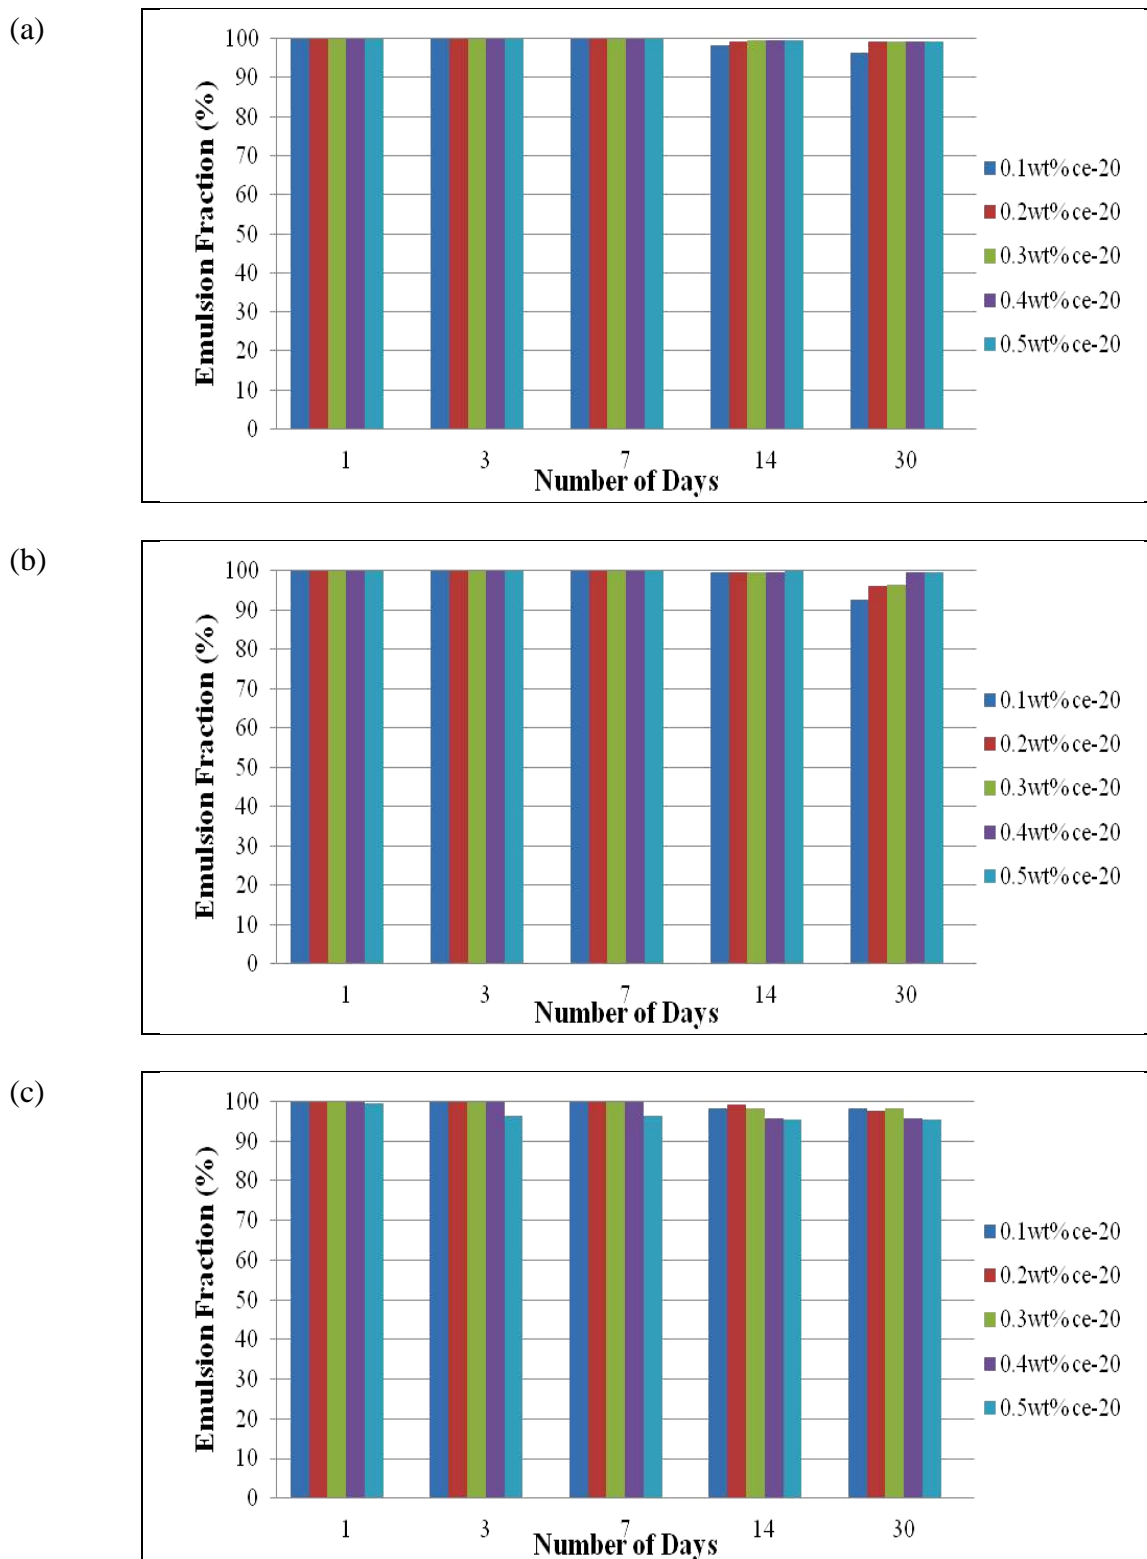 (a)
100
90
80
70
60
50
40
30
20
10
0
Emulsion Fraction (%)
1 3 7 14 30
Number of Days
0.1wt%ce-20
0.2wt%ce-20
0.3wt%ce-20
0.4wt%ce-20
0.5wt%ce-20
(b)
100
90
80
70
60
50
40
30
20
10
0
Emulsion Fraction (%)
1 3 7 14 30
Number of Days
0.1wt%ce-20
0.2wt%ce-20
0.3wt%ce-20
0.4wt%ce-20
0.5wt%ce-20
(c)
100
90
80
70
60
50
40
30
20
10
0
Emulsion Fraction (%)
1 3 7 14 30
Number of Days
0.1wt%ce-20
0.2wt%ce-20
0.3wt%ce-20
0.4wt%ce-20
0.5wt%ce-20